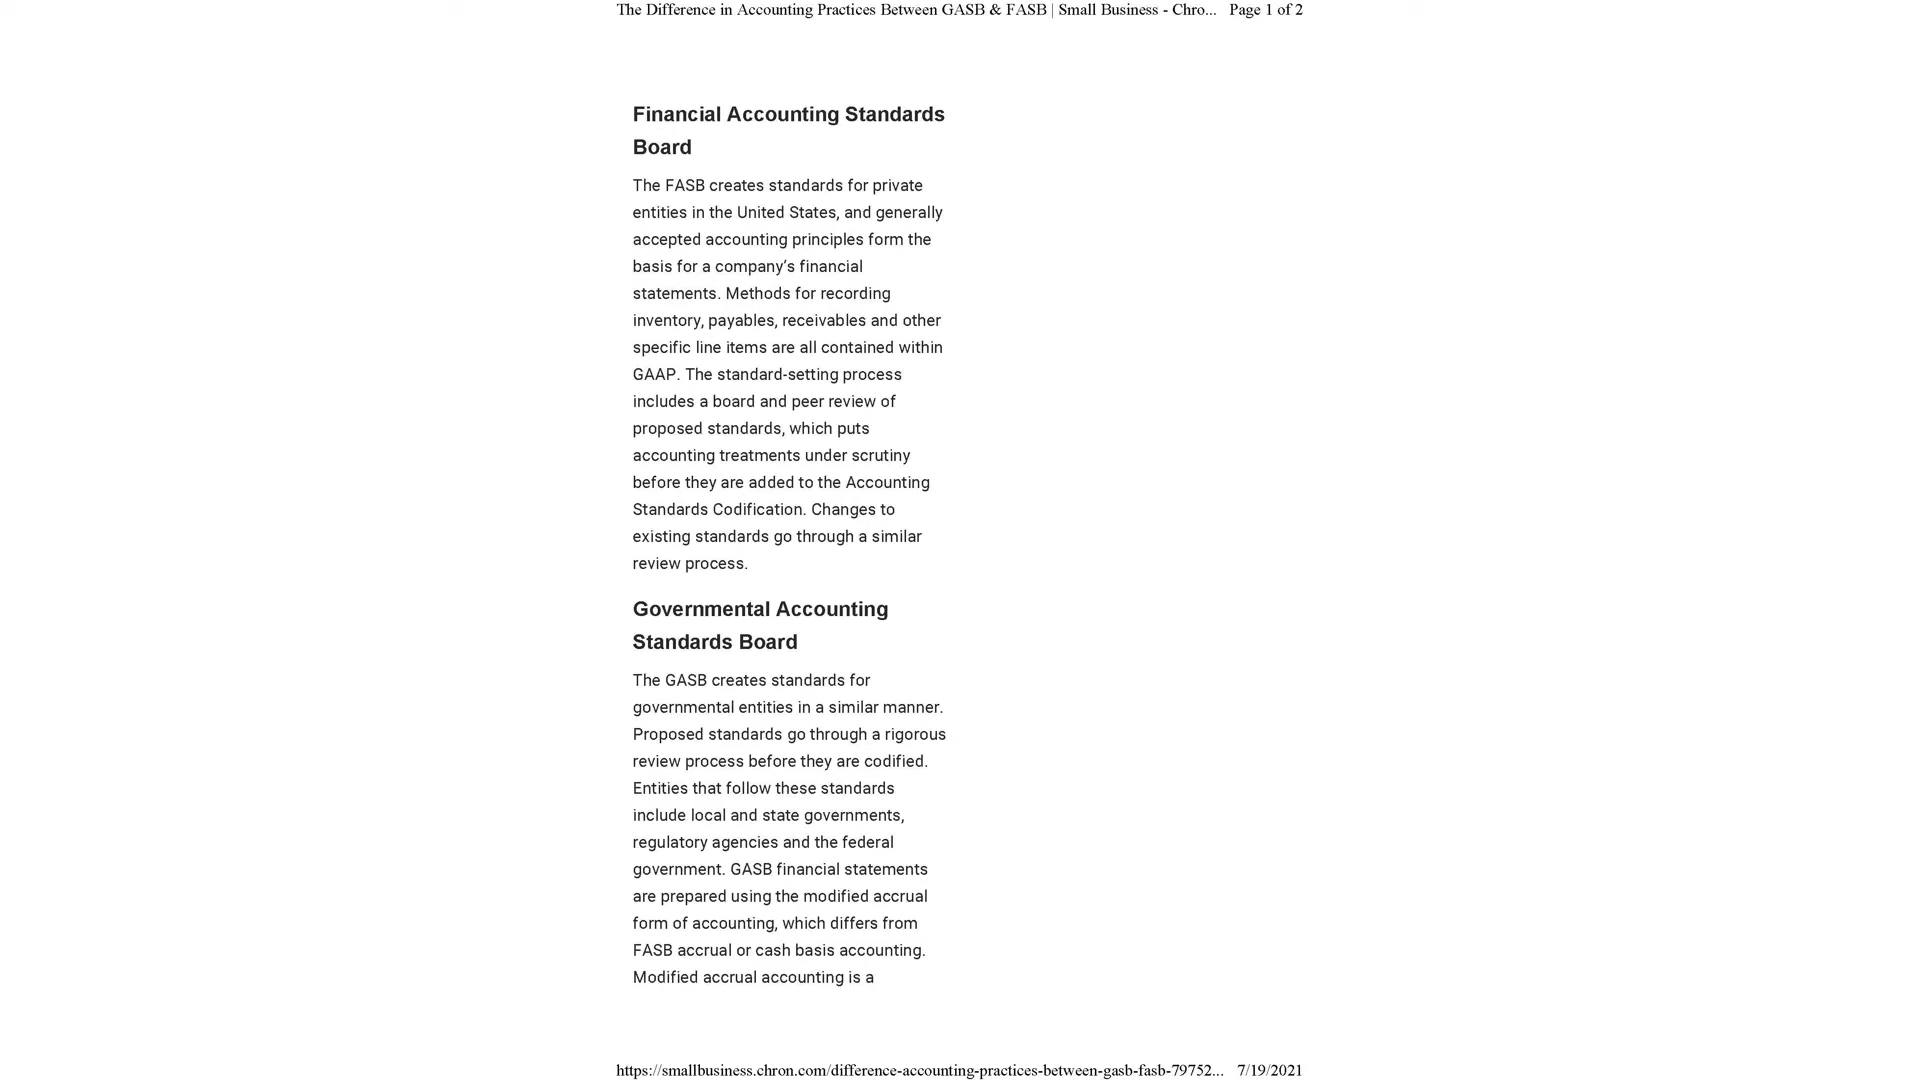 The Difference in Accounting Practices Between GASB & FASB | Small Business - Chro... Page 1 of 2
Financial Accounting Standards
Board
The FASB creates standards for private
entities in the United States, and generally
accepted accounting principles form the
basis for a company’s financial
statements. Methods for recording
inventory, payables, receivables and other
specific line items are all contained within
GAAP. The standard-setting process
includes a board and peer review of
proposed standards, which puts
accounting treatments under scrutiny
before they are added to the Accounting
Standards Codification. Changes to
existing standards go through a similar
review process.
Governmental Accounting
Standards Board
The GASB creates standards for
governmental entities in a similar manner.
Proposed standards go through a rigorous
review process before they are codified.
Entities that follow these standards
include local and state governments,
regulatory agencies and the federal
government. GASB financial statements
are prepared using the modified accrual
form of accounting, which differs from
FASB accrual or cash basis accounting.
Modified accrual accounting is a
https://smallbusiness.chron.com/difference-accounting-practices-between-gasb-fasb-79752... 7/19/2021